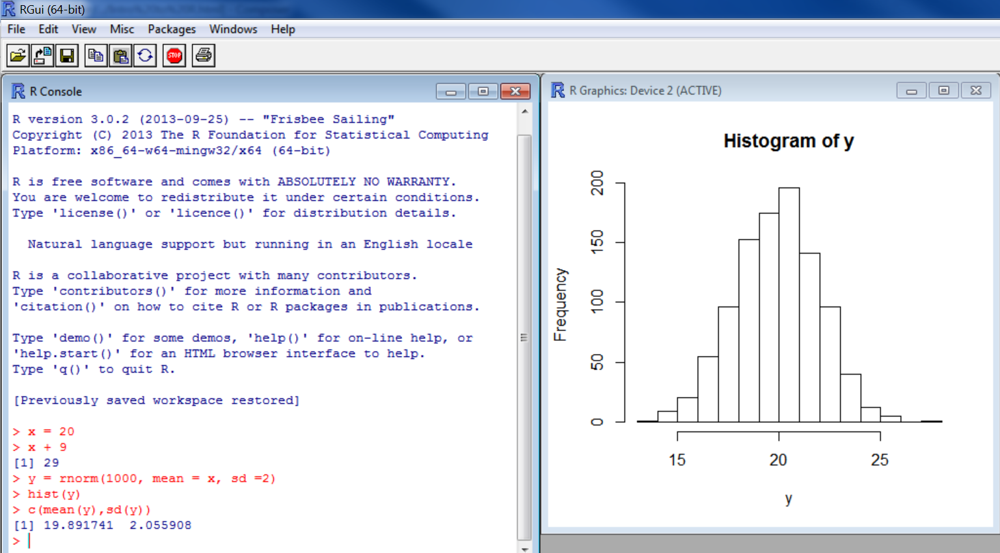 RGui (64-bit)
File Edit View Misc Packages Windows Help
STOP
R Console
R version 3.0.2 (2013-09-25) -- "Frisbee Sailing"
Copyright (C) 2013 The R Foundation for Statistical Computing
Platform: x86_64-w64-mingw32/x64 (64-bit)
R is free software and comes with ABSOLUTELY NO WARRANTY.
You are welcome to redistribute it under certain conditions.
Type 'license()' or 'licence()' for distribution details.
Natural language support but running in an English locale
R is a collaborative project with many contributors.
Type 'contributors()' for more information and
'citation()' on how to cite R or R packages in publications.
Type 'demo()' for some demos, 'help()' for on-line help, or
'help.start()' for an HTML browser interface to help.
Type 'q()' to quit R.
[Previously saved workspace restored]
> x = 20
> x + 9
[1] 29
> y = rnorm(1000, mean = x, sd =2)
> hist(y)
> c(mean(y),sd(y))
[1] 19.891741  2.055908
>
R Graphics: Device 2 (ACTIVE)
Histogram of y
Frequency
200
150
100
50
0
15 20 25
y